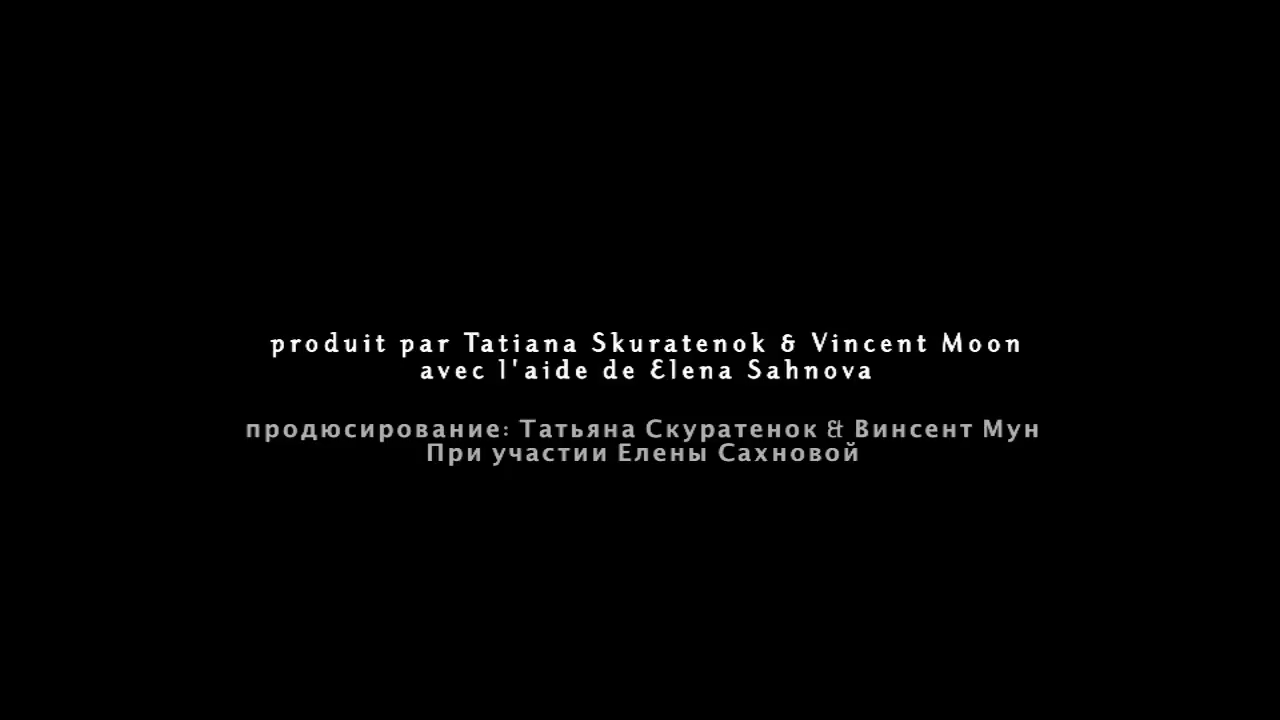 produit par Tatiana Skuratenok & Vincent Moon
avec l'aide de Elena Sahnova
продюсирование: Татьяна Скуратенок & Винсент Мун
При участии Елены Сахновой